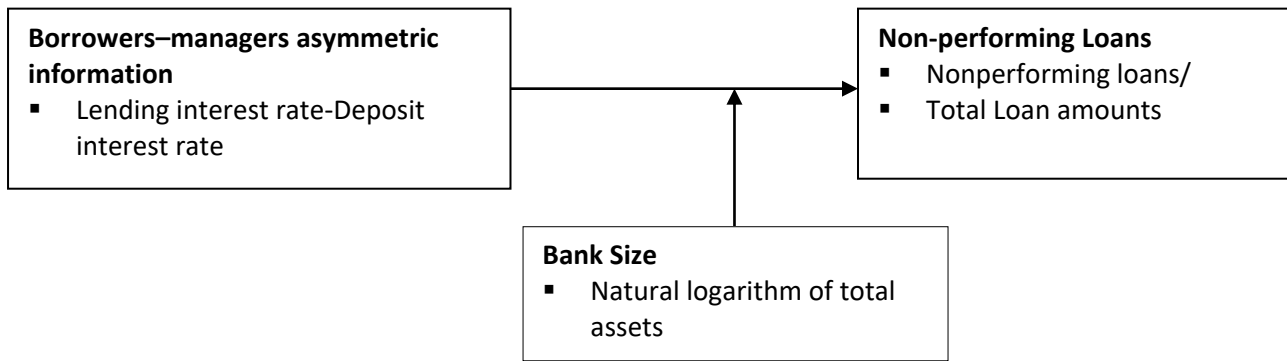 Borrowers–managers asymmetric
information
▪ Lending interest rate-Deposit
interest rate
Non-performing Loans
▪ Nonperforming loans/
▪ Total Loan amounts
Bank Size
▪ Natural logarithm of total
assets